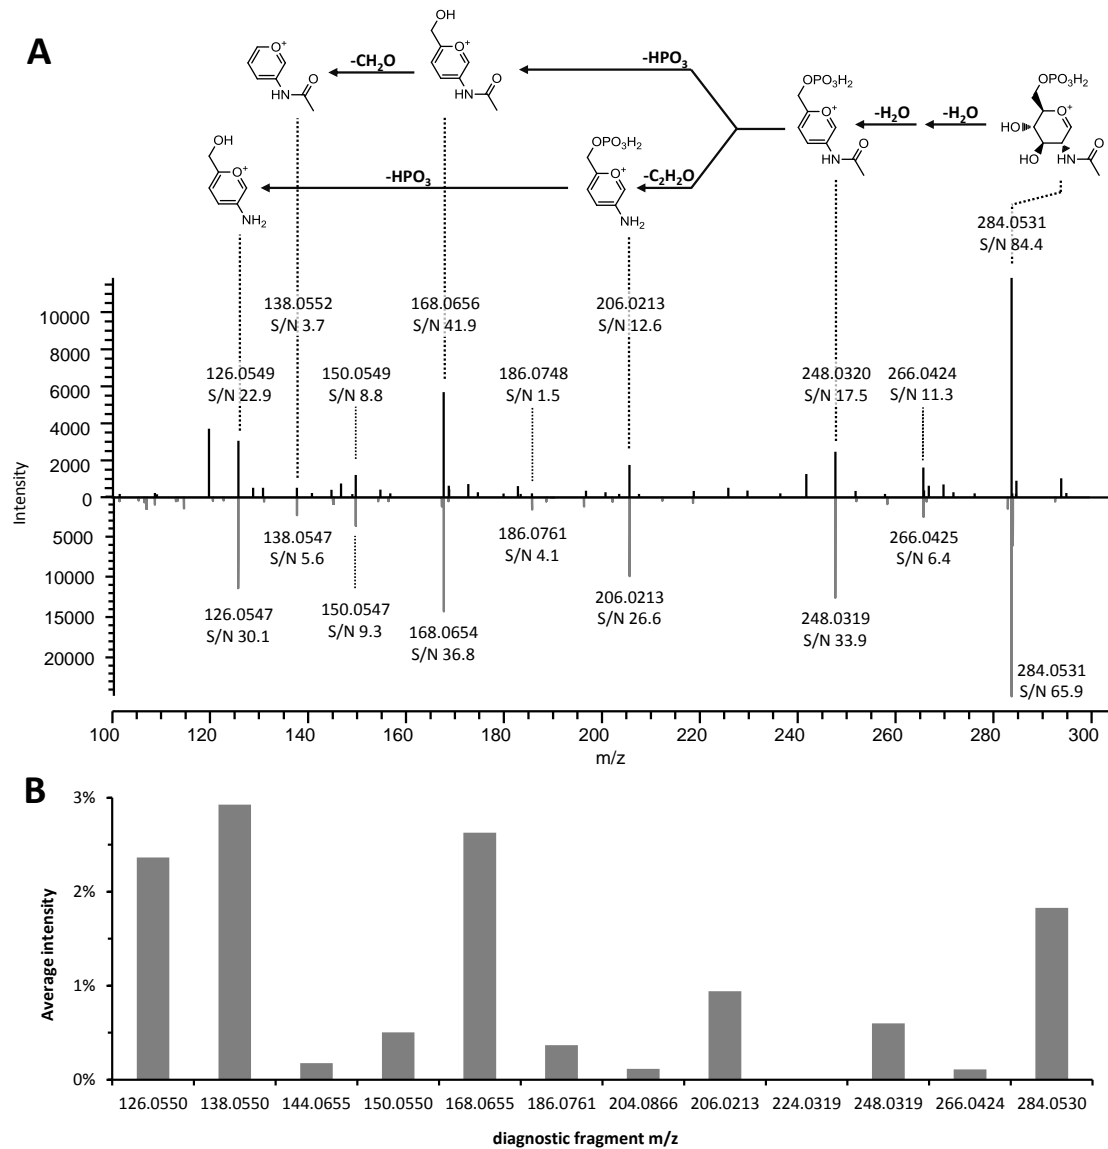 A
OH
O+
NH
O
-CH2O
OH
O+
NH
O
-HPO3
OPO3H2
O+
NH
O
-H2O
-H2O
OPO3H2
O+
HO
HO
NH
O
OH
O+
NH2
-HPO3
OPO3H2
O+
NH2
-C2H2O
284.0531
S/N 84.4
138.0552
S/N 3.7
168.0656
S/N 41.9
206.0213
S/N 12.6
126.0549
S/N 22.9
150.0549
S/N 8.8
186.0748
S/N 1.5
248.0320
S/N 17.5
266.0424
S/N 11.3
10000
8000
6000
4000
2000
0
5000
10000
15000
20000
Intensity
138.0547
S/N 5.6
186.0761
S/N 4.1
266.0425
S/N 6.4
126.0547
S/N 30.1
150.0547
S/N 9.3
168.0654
S/N 36.8
206.0213
S/N 26.6
248.0319
S/N 33.9
284.0531
S/N 65.9
100 120 140 160 180 200 220 240 260 280 300
m/z
B
3%
2%
1%
0%
Average intensity
126.0550 138.0550 144.0655 150.0550 168.0655 186.0761 204.0866 206.0213 224.0319 248.0319 266.0424 284.0530
diagnostic fragment m/z